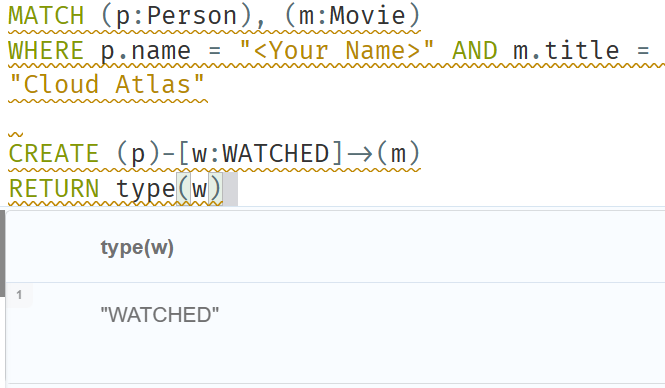 MATCH (p:Person), (m:Movie)
WHERE p.name = "<Your Name>" AND m.title =
"Cloud Atlas"
CREATE (p)-[w:WATCHED]->(m)
RETURN type(w)
type(w)
1
"WATCHED"